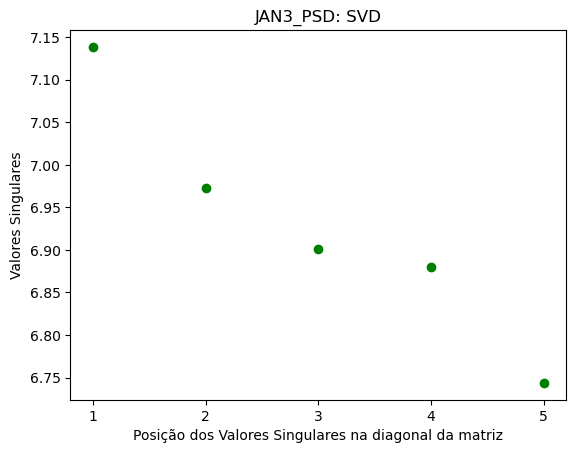 JAN3_PSD: SVD
Valores Singulares
7.15
7.10
7.05
7.00
6.95
6.90
6.85
6.80
6.75
1 2 3 4 5
Posição dos Valores Singulares na diagonal da matriz